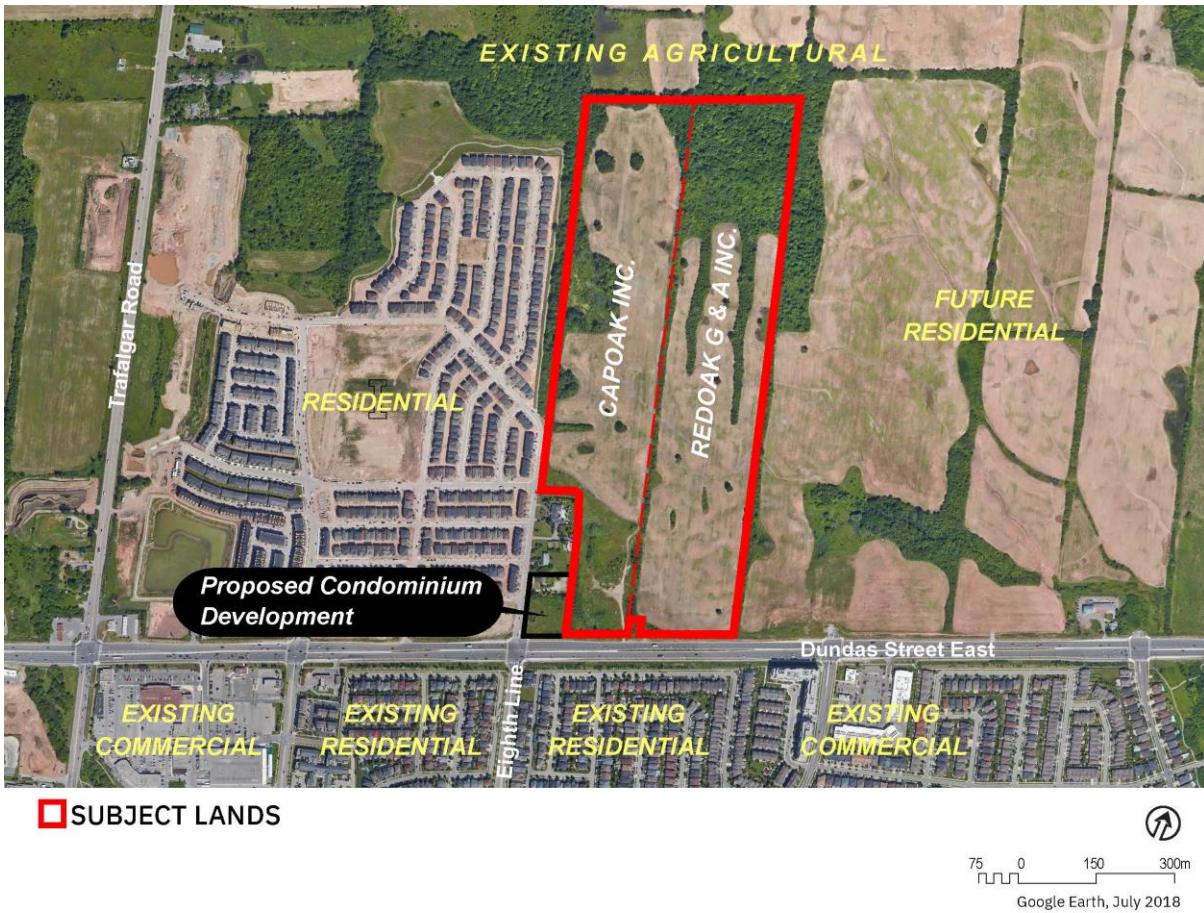 EXISTING AGRICULTURAL
Trafalgar Road
RESIDENTIAL
CAPOAK INC.
REDOAK G & A INC.
FUTURE
RESIDENTIAL
Proposed Condominium
Development
Dundas Street East
Eighth Line
EXISTING
COMMERCIAL
EXISTING
RESIDENTIAL
EXISTING
RESIDENTIAL
EXISTING
COMMERCIAL
SUBJECT LANDS
75 0 150 300m
Google Earth, July 2018